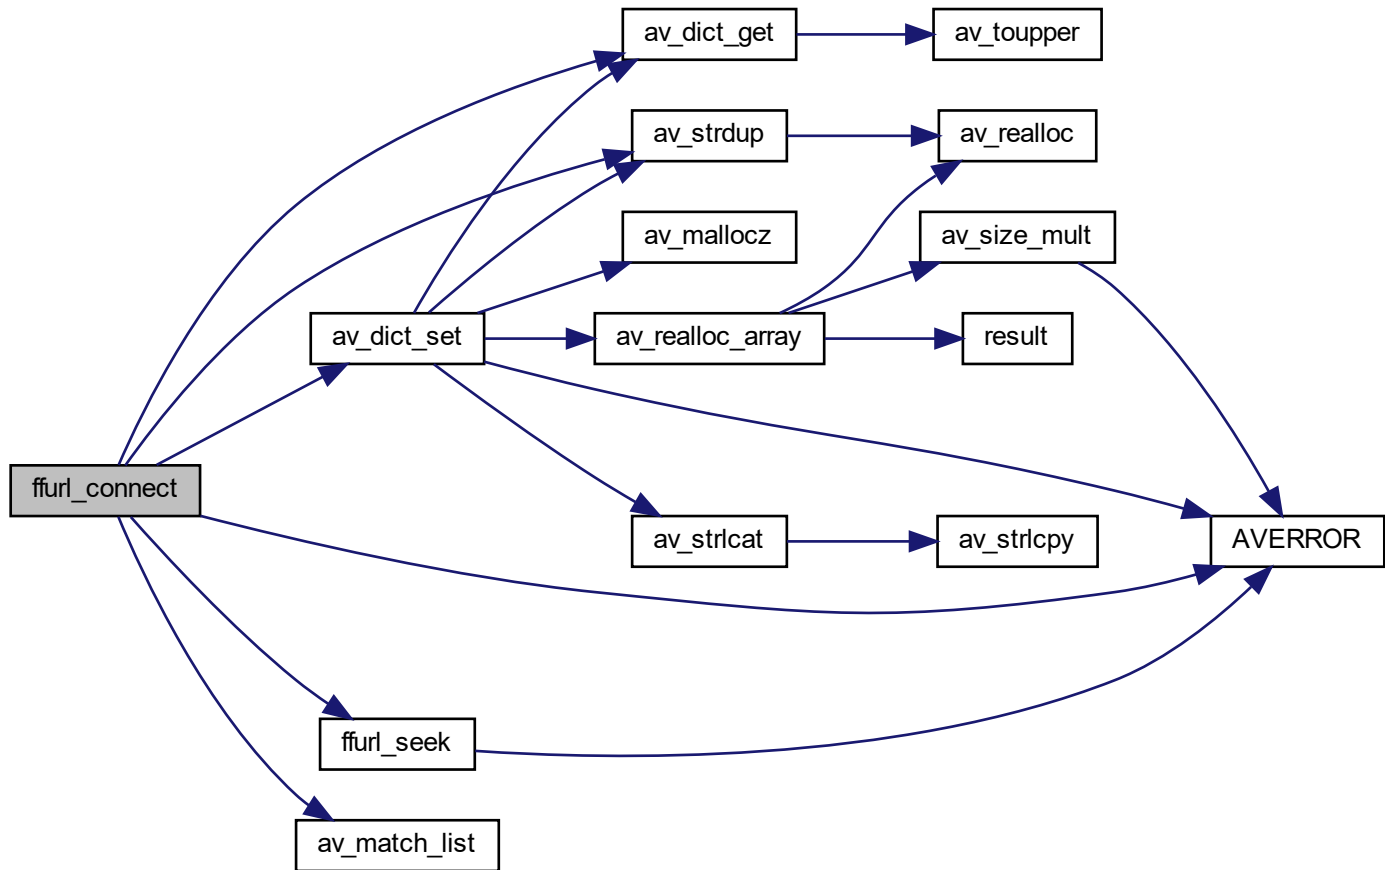 av_dict_get
av_toupper
av_strdup
av_realloc
av_mallocz
av_size_mult
av_dict_set
av_realloc_array
result
ffurl_connect
av_strlcat
av_strlcpy
AVERROR
ffurl_seek
av_match_list